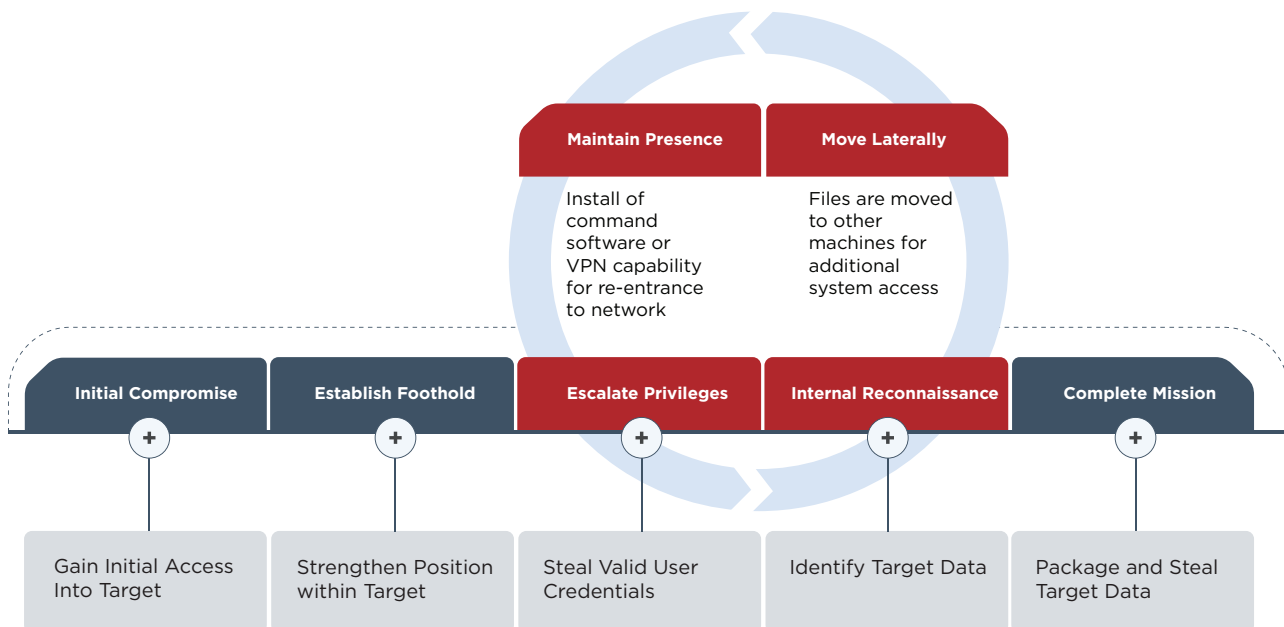 Maintain Presence
Move Laterally
Install of
command
software or
VPN capability
for re-entrance
to network
Files are moved
to other
machines for
additional
system access
Initial Compromise
Establish Foothold
Escalate Privileges
Internal Reconnaissance
Complete Mission
+
+
+
+
+
Gain Initial Access
Into Target
Strengthen Position
within Target
Steal Valid User
Credentials
Identify Target Data
Package and Steal
Target Data